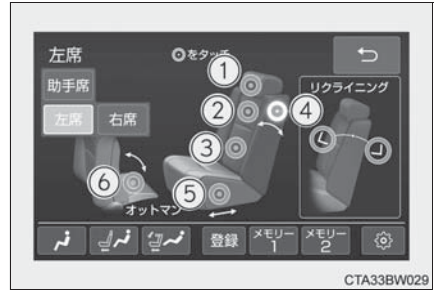 左席
◎をタッチ
助手席
左席 右席
リクライニング
1
2
3
4
5
6
オットマン
登録
メモリー
1
メモリー
2
CTA33BW029